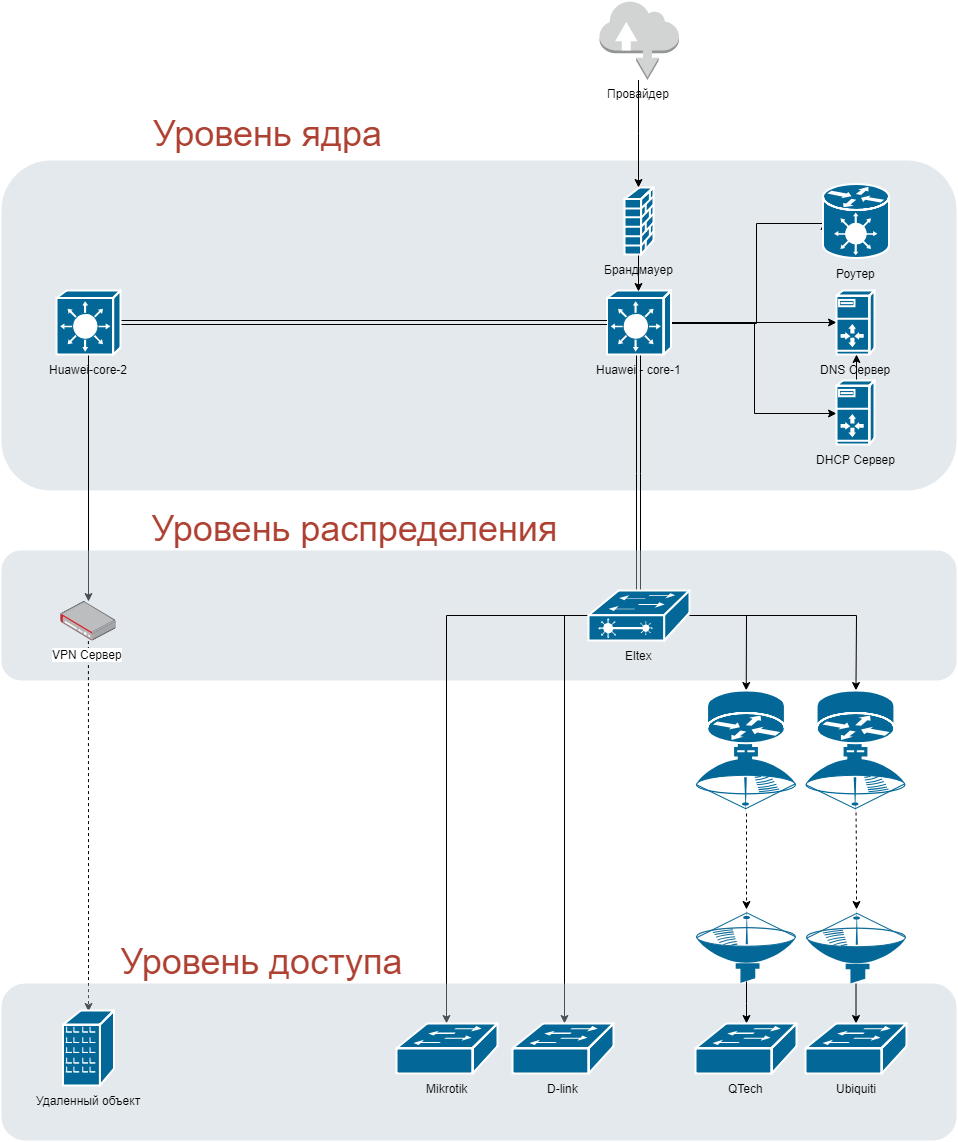 Провайдер
Уровень ядра
Брандмауер
Роутер
Huawei-core-2
Huawei - core-1
DNS Сервер
DHCP Сервер
Уровень распределения
VPN Сервер
Eltex
Уровень доступа
Удаленный объект
Mikrotik
D-link
QTech
Ubiquiti